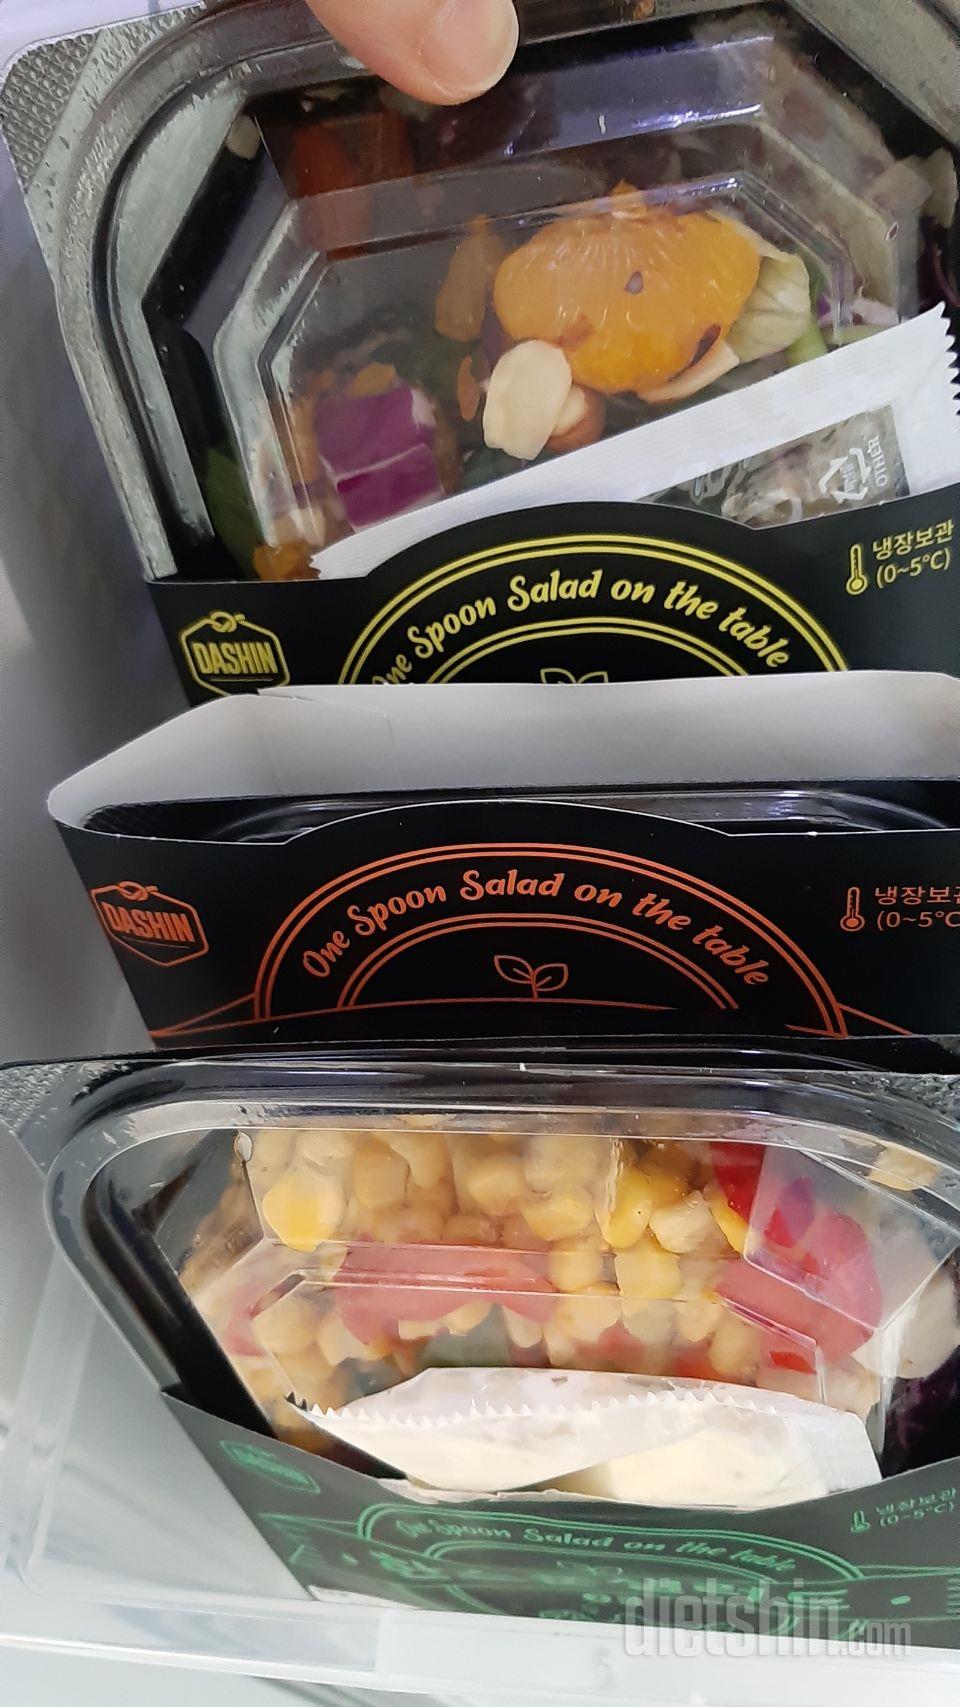 OTHER
냉장보관
(0~5°C)
DASHIN
One Spoon Salad on the table
DASHIN
One Spoon Salad on the table
냉장보관
(0~5°C
DASHIN
One Spoon Salad on the table
냉장보관
(0~5°C)
dietshin.com